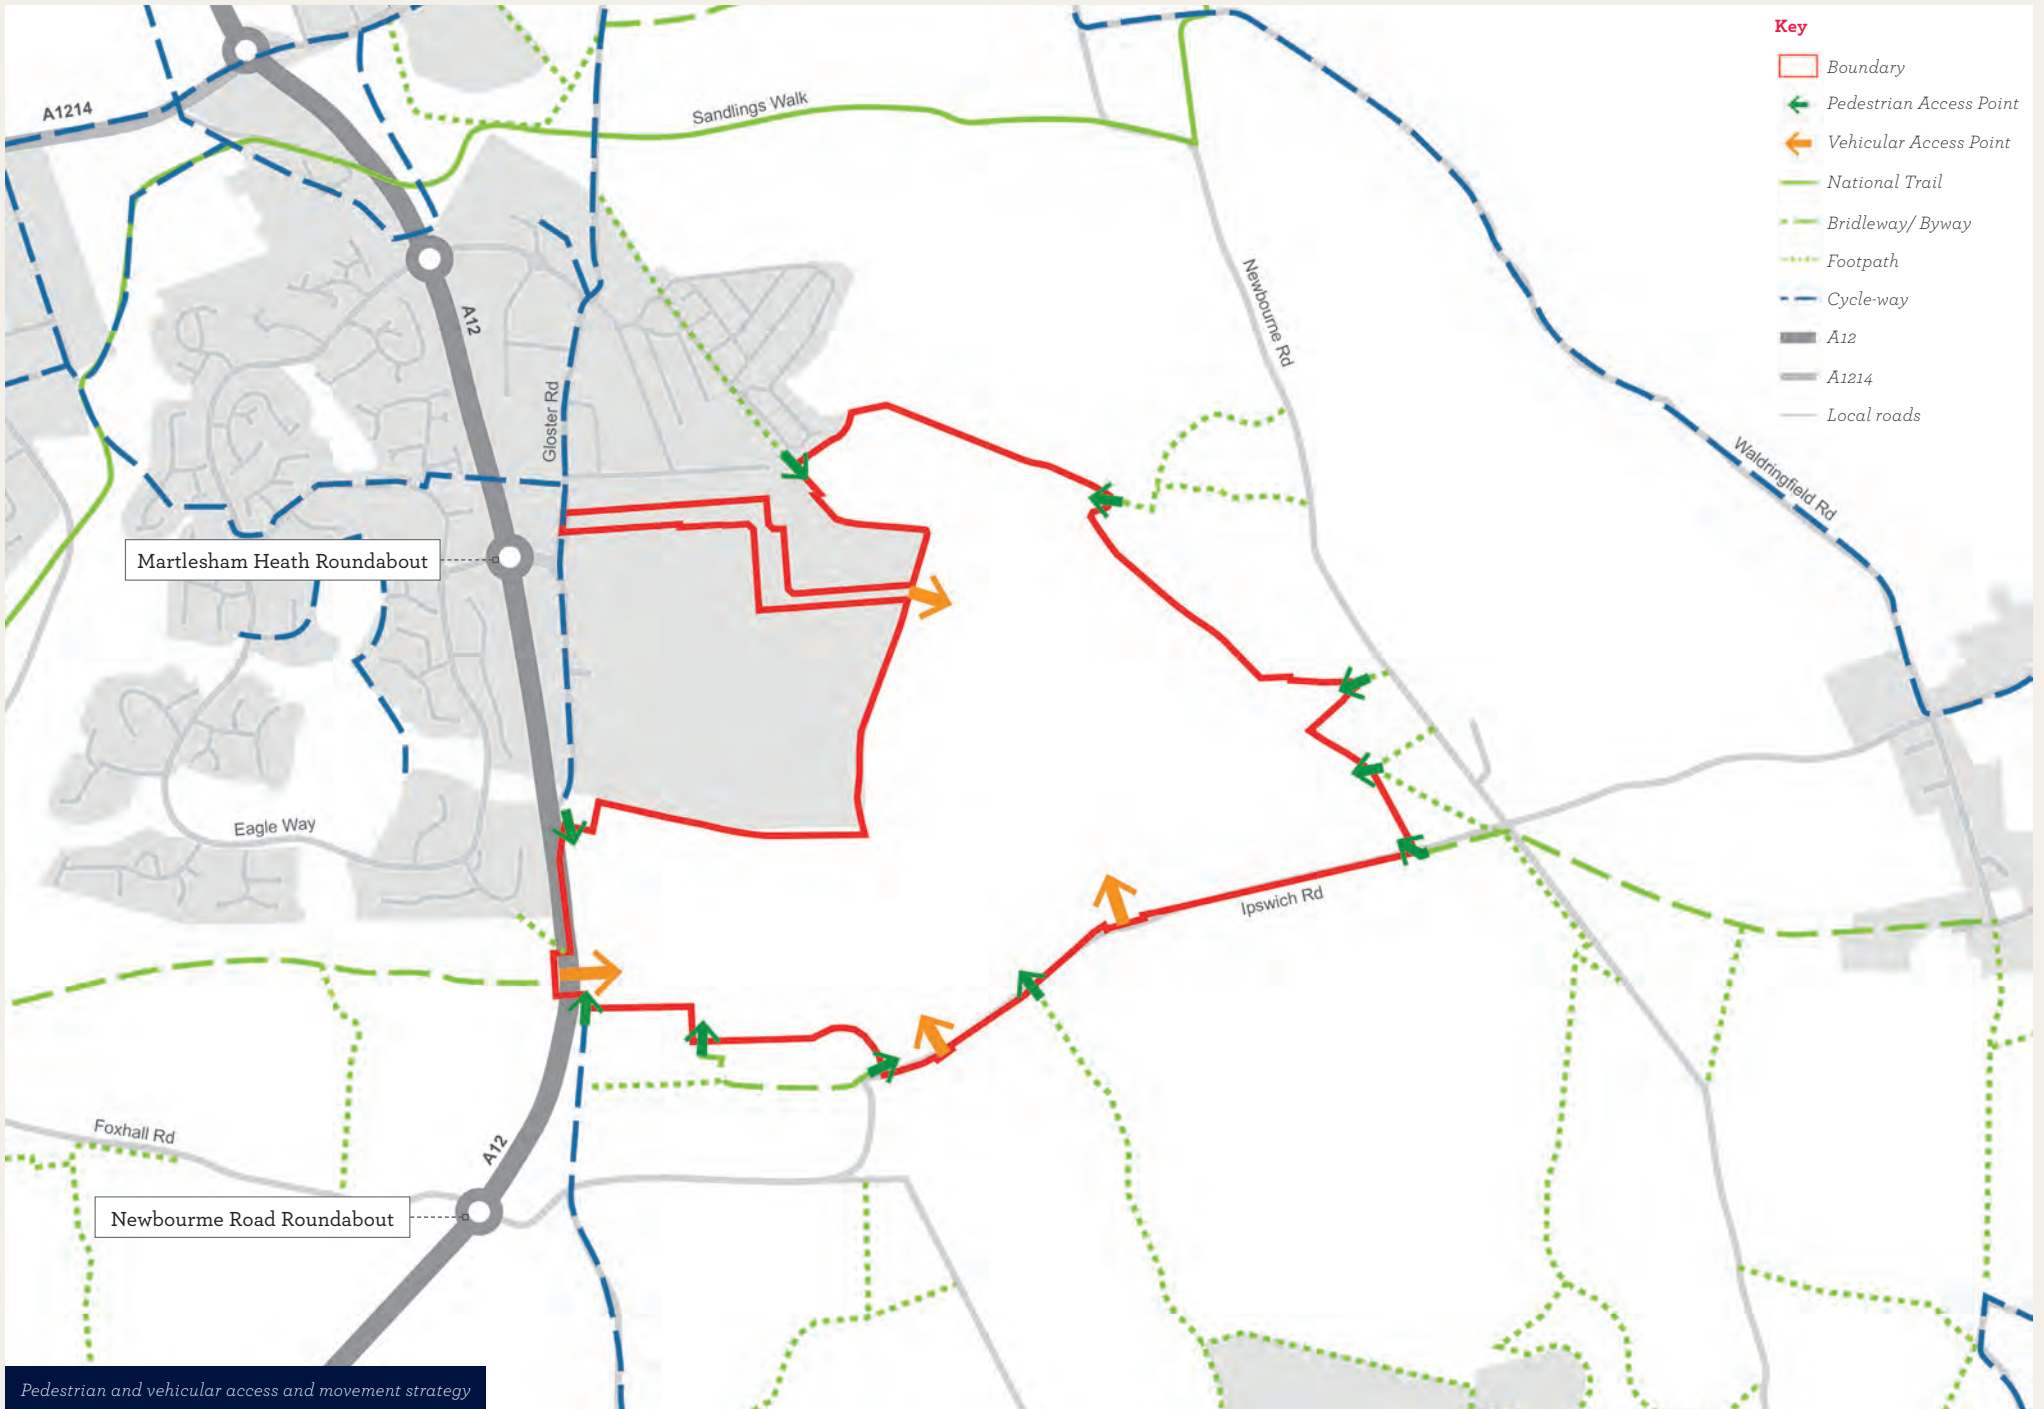 Key
Boundary
Pedestrian Access Point
Vehicular Access Point
National Trail
Bridleway/ Byway
Footpath
Cycle-way
A12
A1214
Local roads
A1214
Sandlings Walk
A12
Newbourne Rd
Gloster Rd
Waldringfield Rd
Martlesham Heath Roundabout
Eagle Way
Ipswich Rd
Foxhall Rd
A12
Newbourme Road Roundabout
Pedestrian and vehicular access and movement strategy